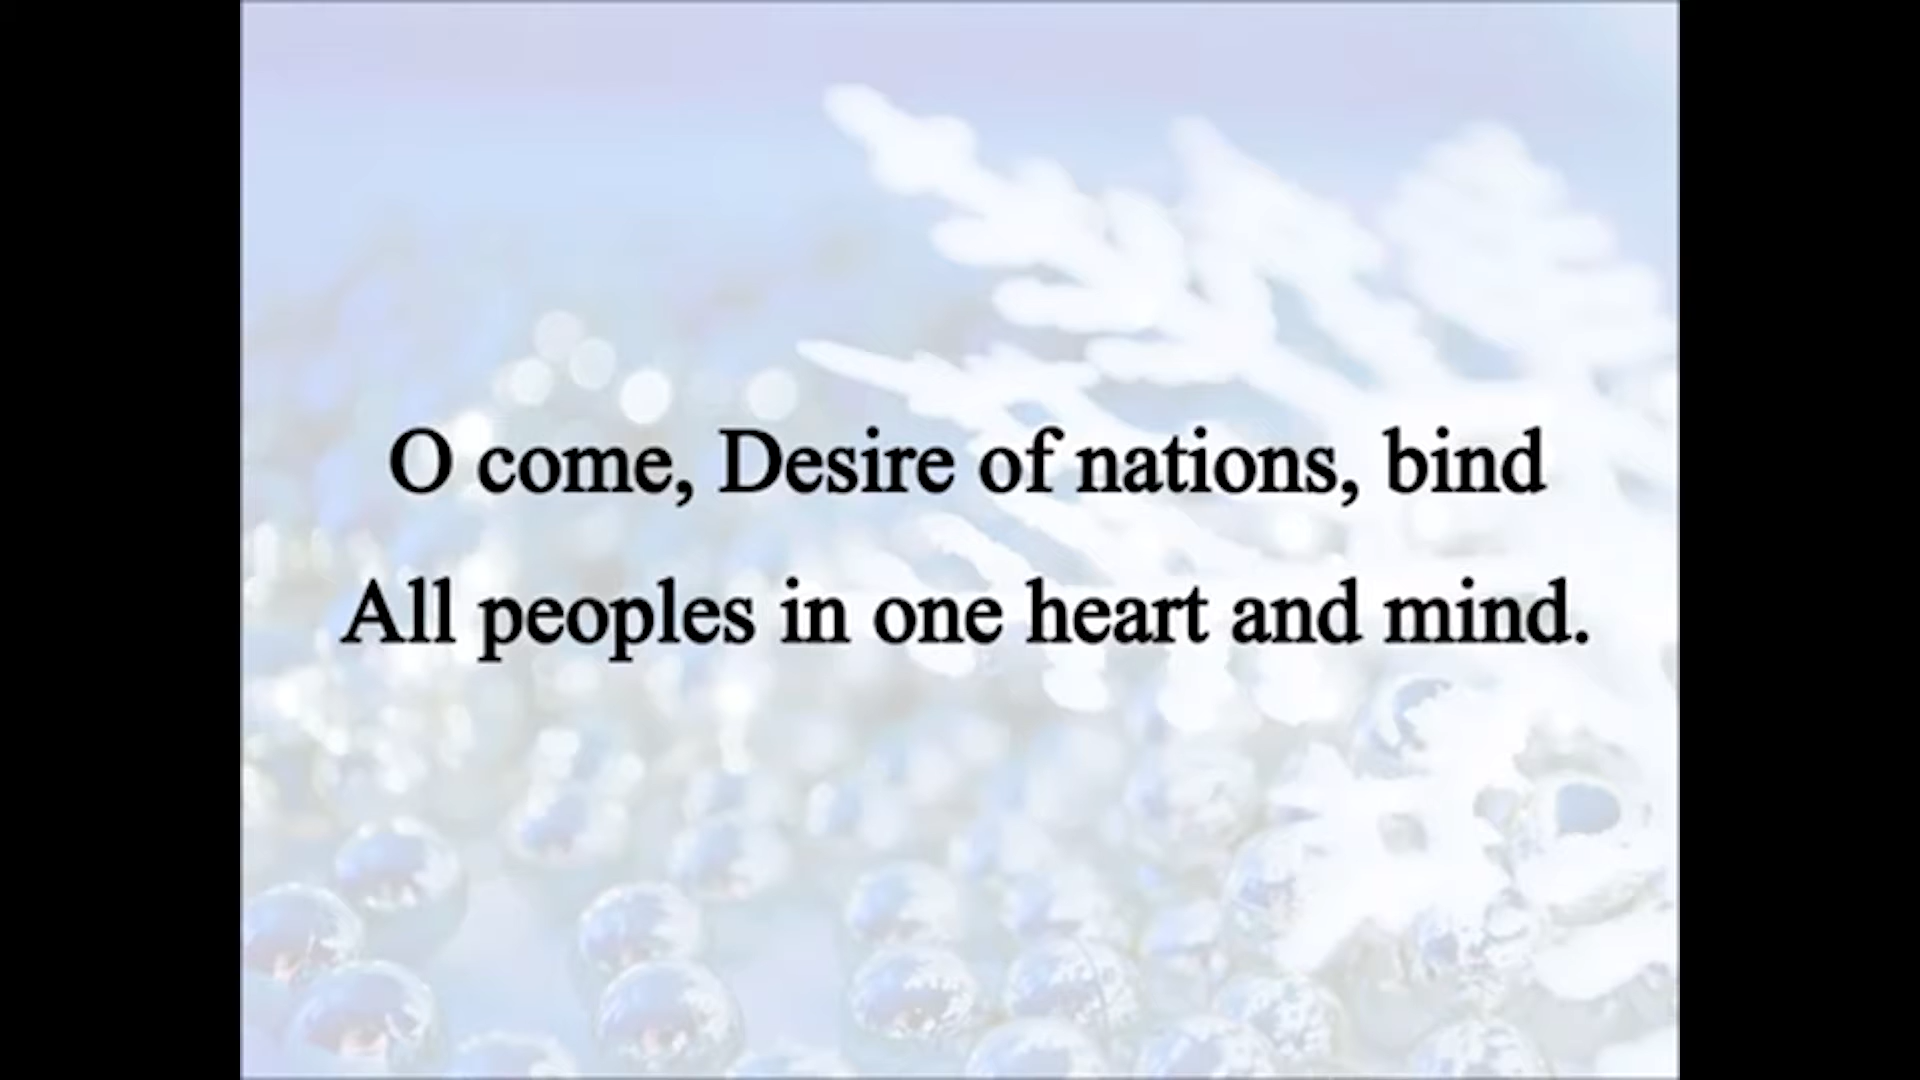 O come, Desire of nations, bind
All peoples in one heart and mind.